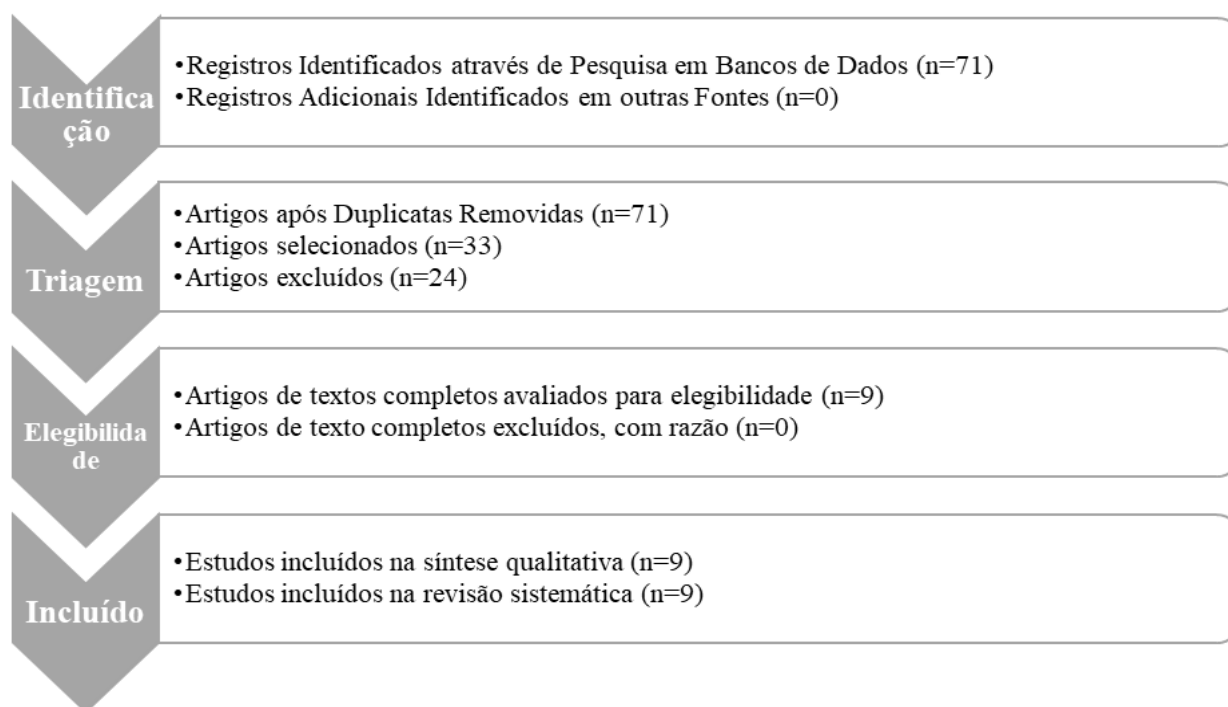 Identifica
ção
•Registros Identificados através de Pesquisa em Bancos de Dados (n=71)
•Registros Adicionais Identificados em outras Fontes (n=0)
Triagem
•Artigos após Duplicatas Removidas (n=71)
•Artigos selecionados (n=33)
•Artigos excluídos (n=24)
Elegibilida
de
•Artigos de textos completos avaliados para elegibilidade (n=9)
•Artigos de texto completos excluídos, com razão (n=0)
Incluído
•Estudos incluídos na síntese qualitativa (n=9)
•Estudos incluídos na revisão sistemática (n=9)